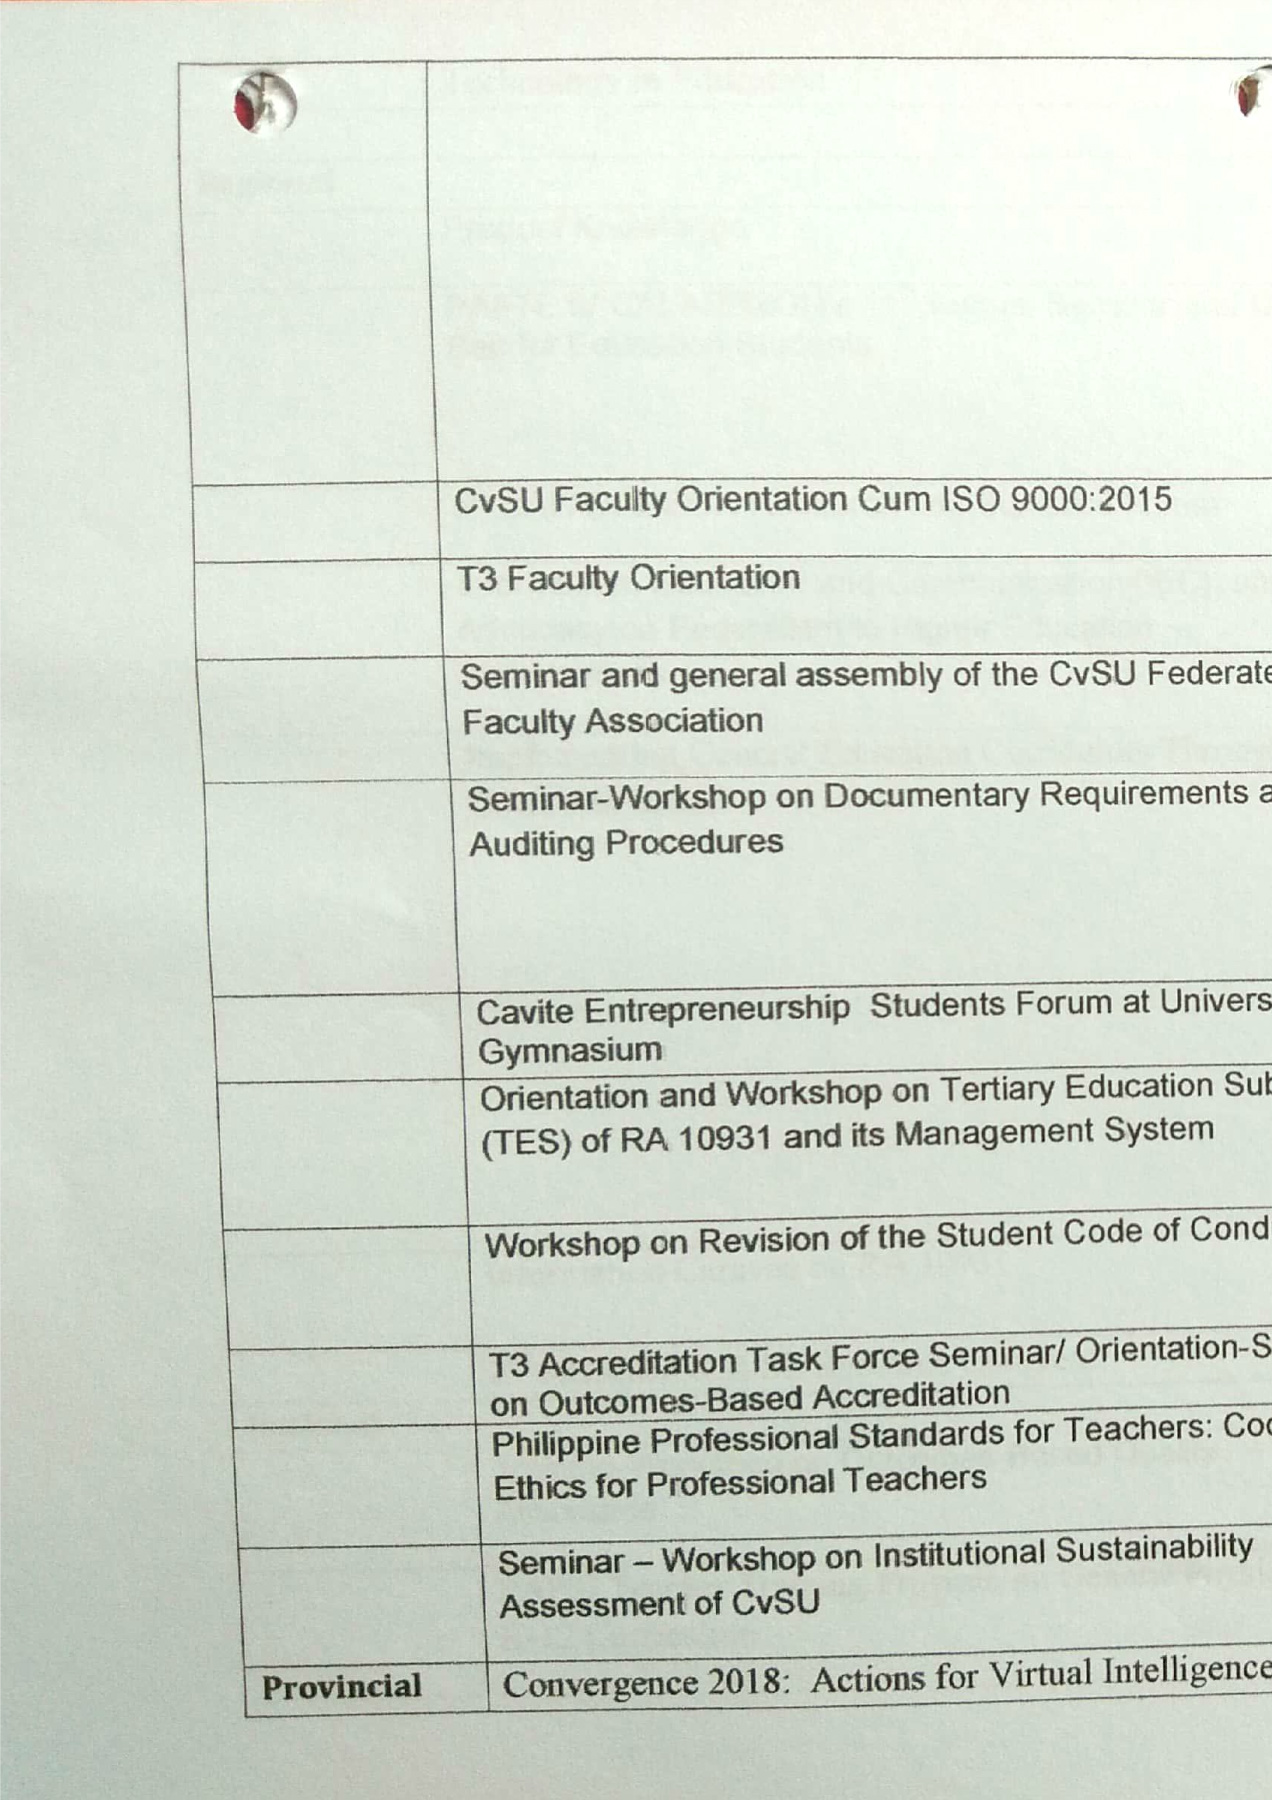 CvSU Faculty Orientation Cum ISO 9000:2015
T3 Faculty Orientation
Seminar and general assembly of the CvSU Federate
Faculty Association
Seminar-Workshop on Documentary Requirements a
Auditing Procedures
Cavite Entrepreneurship Students Forum at Univers
Gymnasium
Orientation and Workshop on Tertiary Education Sub
(TES) of RA 10931 and its Management System
Workshop on Revision of the Student Code of Cond
T3 Accreditation Task Force Seminar/ Orientation-S
on Outcomes-Based Accreditation
Philippine Professional Standards for Teachers: Cod
Ethics for Professional Teachers
Seminar – Workshop on Institutional Sustainability
Assessment of CvSU
Provincial Convergence 2018: Actions for Virtual Intelligence